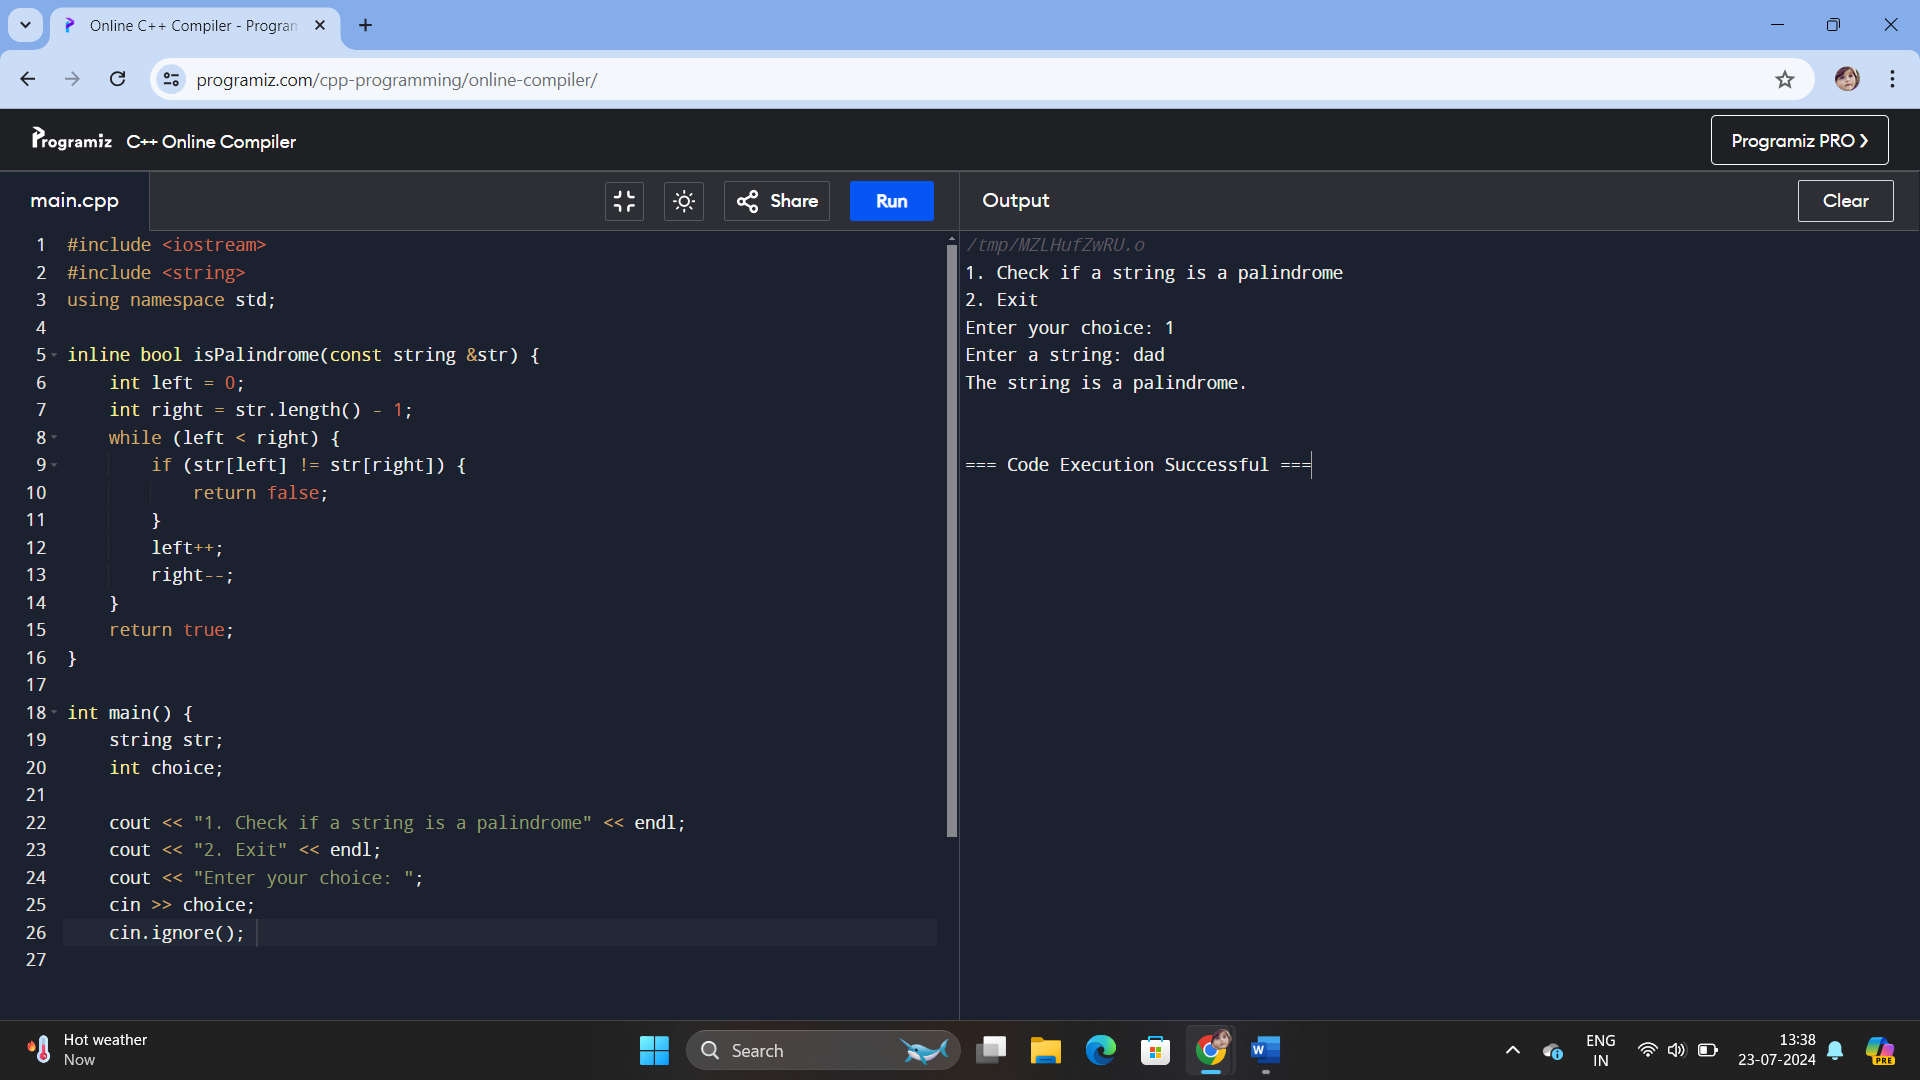 Online C++ Compiler - Program
programiz.com/cpp-programming/online-compiler/
Programiz C++ Online Compiler
Programiz PRO
main.cpp
Share
Run
Output
Clear
1 #include <iostream>
2 #include <string>
3 using namespace std;
4
5 inline bool isPalindrome(const string &str) {
6     int left = 0;
7     int right = str.length() - 1;
8     while (left < right) {
9         if (str[left] != str[right]) {
10             return false;
11         }
12         left++;
13         right--;
14     }
15     return true;
16 }
17
18 int main() {
19     string str;
20     int choice;
21
22     cout << "1. Check if a string is a palindrome" << endl;
23     cout << "2. Exit" << endl;
24     cout << "Enter your choice: ";
25     cin >> choice;
26     cin.ignore();
27
/tmp/MZLHufZwRU.o
1. Check if a string is a palindrome
2. Exit
Enter your choice: 1
Enter a string: dad
The string is a palindrome.
=== Code Execution Successful ===
Hot weather
Now
Search
W
PRE
ENG
IN
13:38
23-07-2024